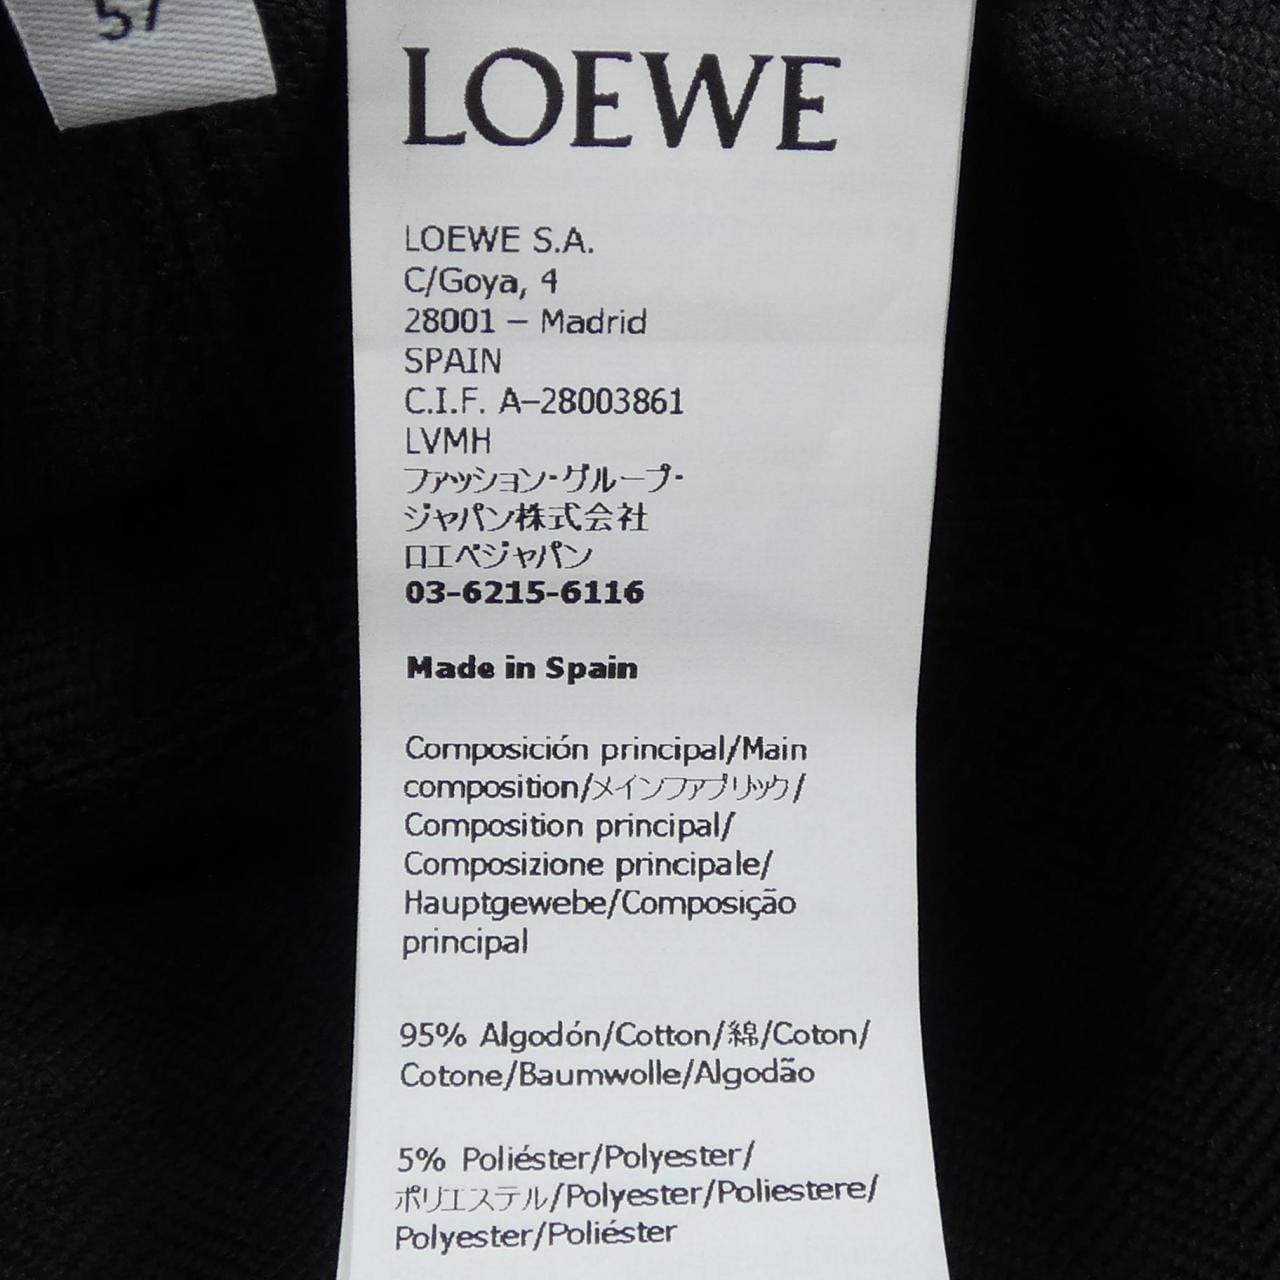 57
LOEWE
LOEWE S.A.
C/Goya, 4
28001 – Madrid
SPAIN
C.I.F. A–28003861
LVMH
ファッション・グループ・
ジャパン株式会社
ロエベジャパン
03-6215-6116
Made in Spain
Composición principal/Main
composition/メインファブリック/
Composition principal/
Composizione principale/
Hauptgewebe/Composição
principal
95% Algodón/Cotton/綿/Coton/
Cotone/Baumwolle/Algodão
5% Poliéster/Polyester/
ポリエステル/Polyester/Poliestere/
Polyester/Poliéster